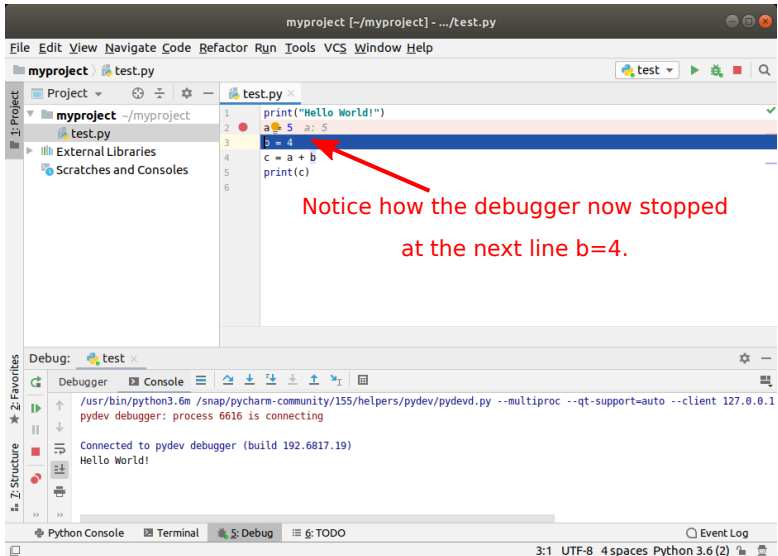 myproject [~/myproject] - .../test.py
File Edit View Navigate Code Refactor Run Tools VCS Window Help
myproject test.py
test
1: Project
Project
test.py
myproject ~/myproject
test.py
External Libraries
Scratches and Consoles
1 print("Hello World!")
2 a = 5 a: 5
3 b = 4
4 c = a + b
5 print(c)
6
Notice how the debugger now stopped
at the next line b=4.
2: Favorites
7: Structure
Debug: test
Debugger Console
/usr/bin/python3.6m /snap/pycharm-community/155/helpers/pydev/pydevd.py --multiproc --qt-support=auto --client 127.0.0.1
pydev debugger: process 6616 is connecting
Connected to pydev debugger (build 192.6817.19)
Hello World!
Python Console Terminal 5: Debug 6: TODO Event Log
3:1 UTF-8 4 spaces Python 3.6 (2)